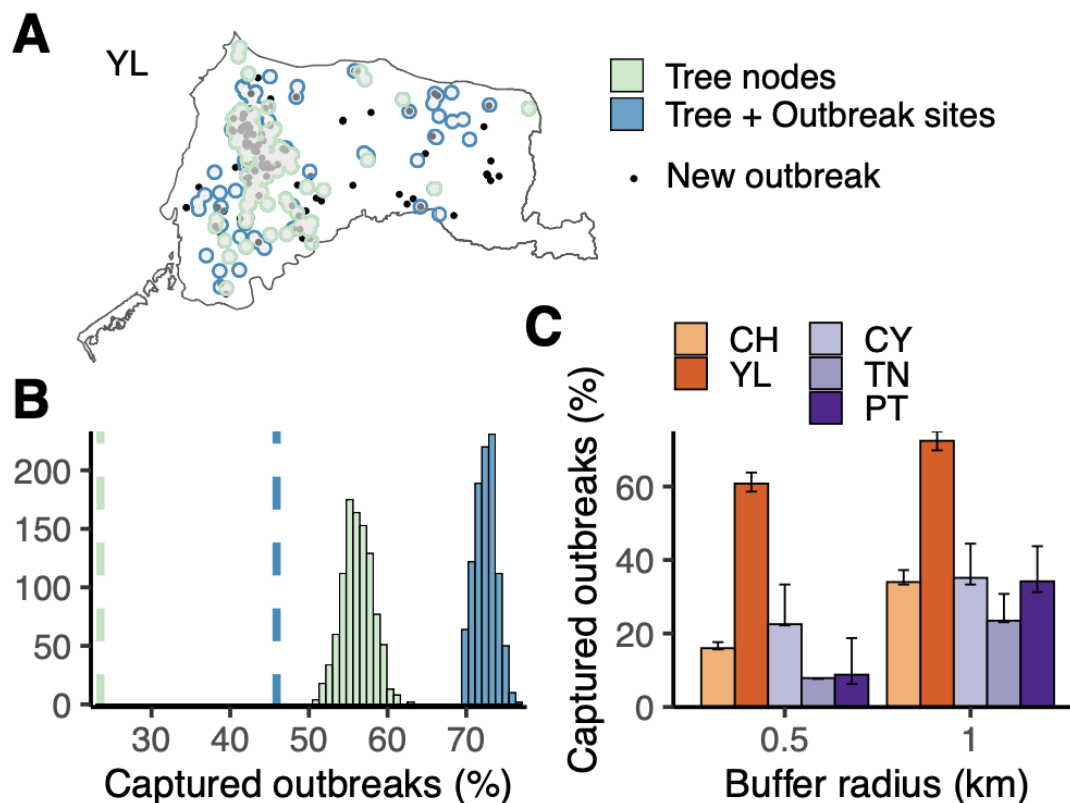 A
YL
Tree nodes
Tree + Outbreak sites
New outbreak
B
200
150
100
50
0
30 40 50 60 70
Captured outbreaks (%)
C
CH CY
YL TN
PT
Captured outbreaks (%)
60
40
20
0
0.5 1
Buffer radius (km)